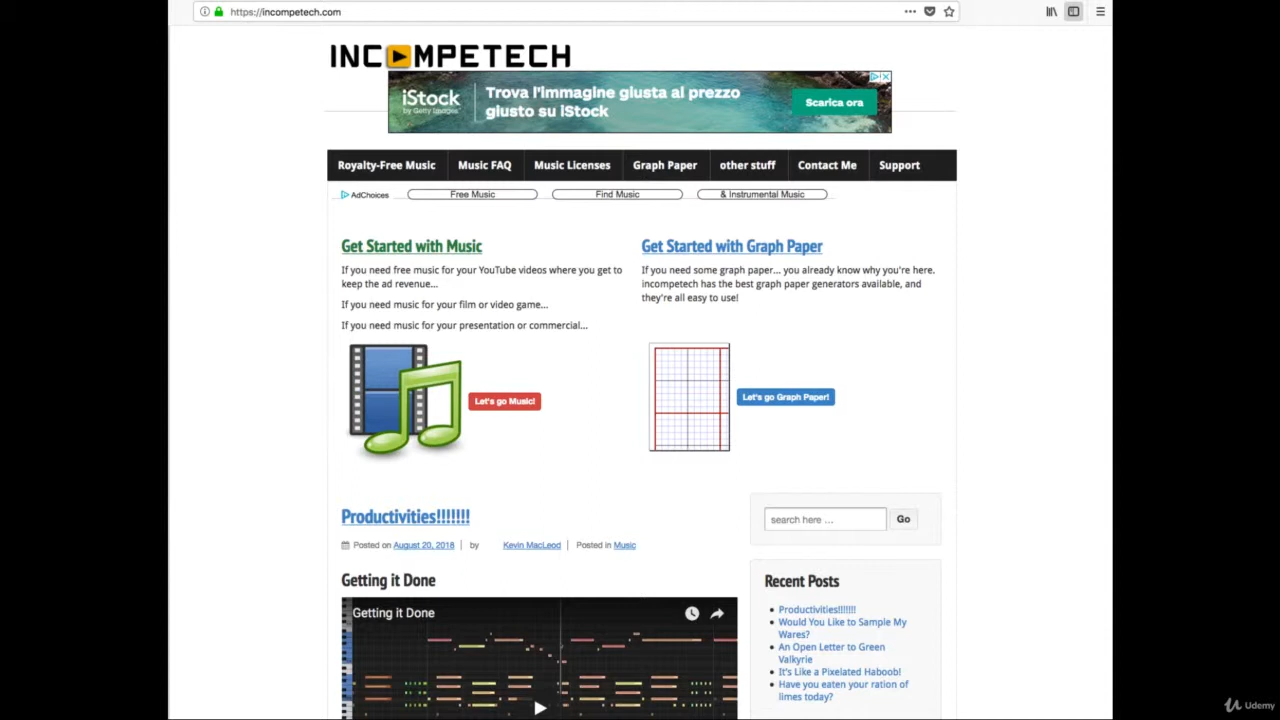 https://incompetech.com
INCOMPETECH
iStock
by Getty Images
Trova l'immagine giusta al prezzo
giusto su iStock
Scarica ora
Royalty-Free Music
Music FAQ
Music Licenses
Graph Paper
other stuff
Contact Me
Support
AdChoices
Free Music
Find Music
& Instrumental Music
Get Started with Music
If you need free music for your YouTube videos where you get to
keep the ad revenue...
If you need music for your film or video game...
If you need music for your presentation or commercial...
Let's go Music!
Get Started with Graph Paper
If you need some graph paper... you already know why you're here.
incompetech has the best graph paper generators available, and
they're all easy to use!
Let's go Graph Paper!
Productivities!!!!!!!
Posted on August 20, 2018 | by Kevin MacLeod | Posted in Music
Getting it Done
Getting it Done
search here ...
Go
Recent Posts
Productivities!!!!!!!
Would You Like to Sample My
Wares?
An Open Letter to Green
Valkyrie
It's Like a Pixelated Haboob!
Have you eaten your ration of
limes today?
Udemy